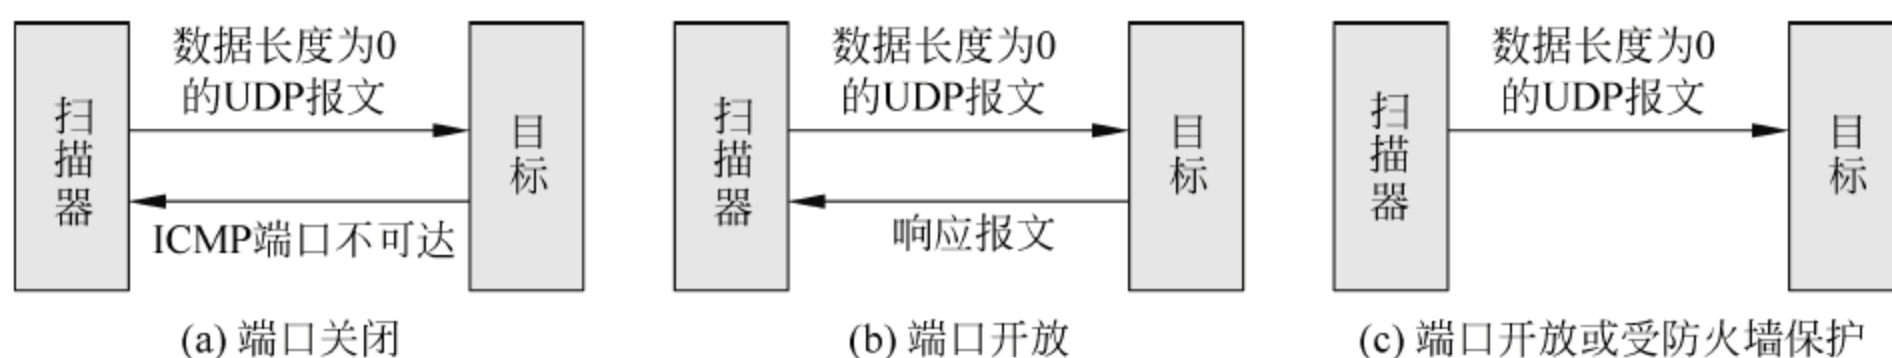 扫描器
数据长度为0
的UDP报文
ICMP端口不可达
目标
(a) 端口关闭
扫描器
数据长度为0
的UDP报文
响应报文
目标
(b) 端口开放
扫描器
数据长度为0
的UDP报文
目标
(c) 端口开放或受防火墙保护